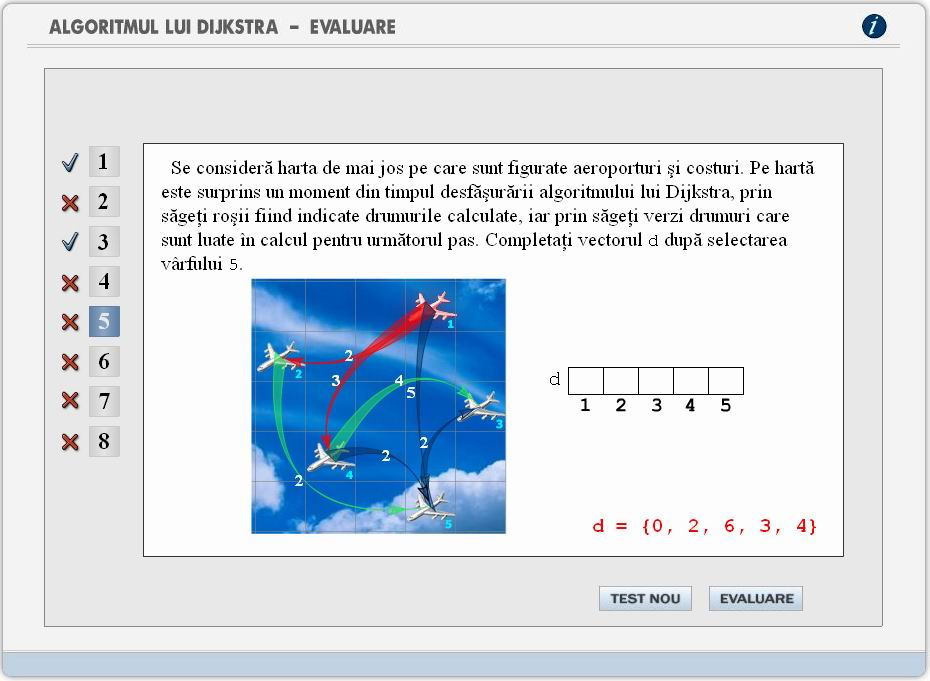 ALGORITMUL LUI DIJKSTRA – EVALUARE
i
1
2
3
4
5
6
7
8
Se consideră harta de mai jos pe care sunt figurate aeroporturi şi costuri. Pe hartă
este surprins un moment din timpul desfăşurării algoritmului lui Dijkstra, prin
săgeţi roşii fiind indicate drumurile calculate, iar prin săgeţi verzi drumuri care
sunt luate în calcul pentru următorul pas. Completaţi vectorul d după selectarea
vârfului 5.
1
2
2
3
4
5
3
2
2
4
2
5
d
1 2 3 4 5
d = {0, 2, 6, 3, 4}
TEST NOU EVALUARE